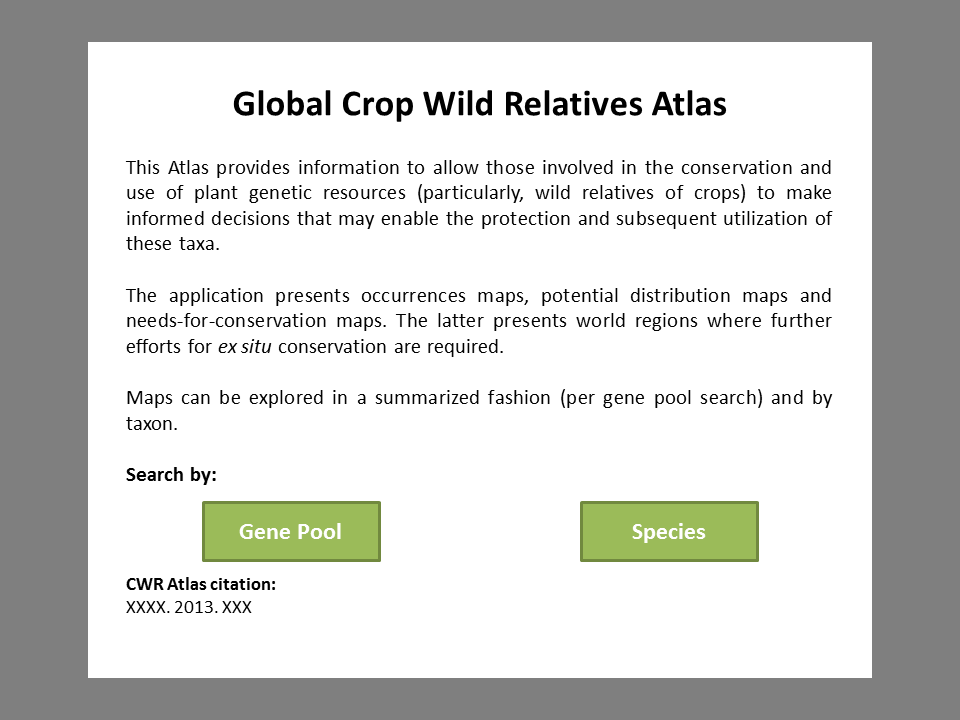 Global Crop Wild Relatives Atlas
This Atlas provides information to allow those involved in the conservation and
use of plant genetic resources (particularly, wild relatives of crops) to make
informed decisions that may enable the protection and subsequent utilization of
these taxa.
The application presents occurrences maps, potential distribution maps and
needs-for-conservation maps. The latter presents world regions where further
efforts for ex situ conservation are required.
Maps can be explored in a summarized fashion (per gene pool search) and by
taxon.
Search by:
Gene Pool
Species
CWR Atlas citation:
XXXX. 2013. XXX